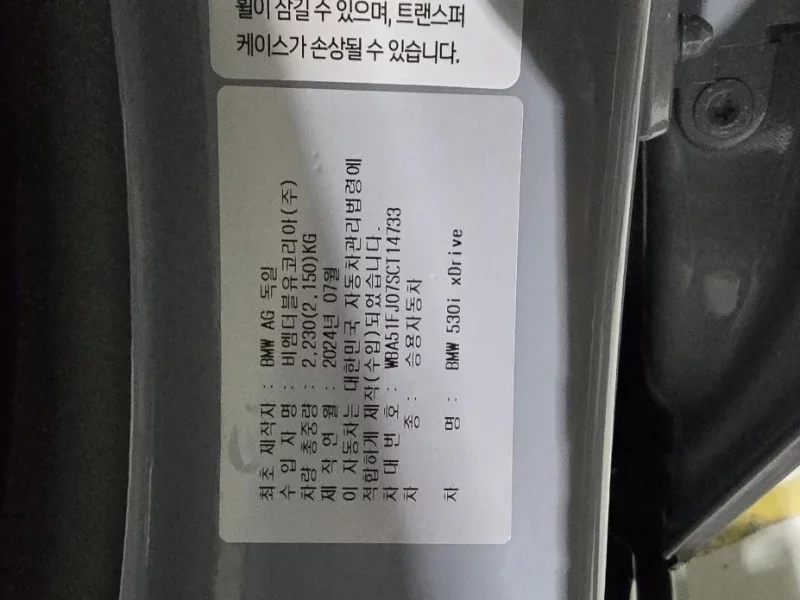 휠이 잠길 수 있으며, 트랜스퍼
케이스가 손상될 수 있습니다.
최초 제작자 : BMW AG 독일
수 입 자 명 : 비엠더블유코리아(주)
차량 총중량 : 2,230(2,150)KG
제 작 연 월 : 2024년 07월
이 자동차는 대한민국 자동차관리법령에
적합하게 제작(수입)되었습니다.
차 대 번 호 : WBA51FJ07SCT14733
차 종 : 승용자동차
차 명 : BMW 530i xDrive